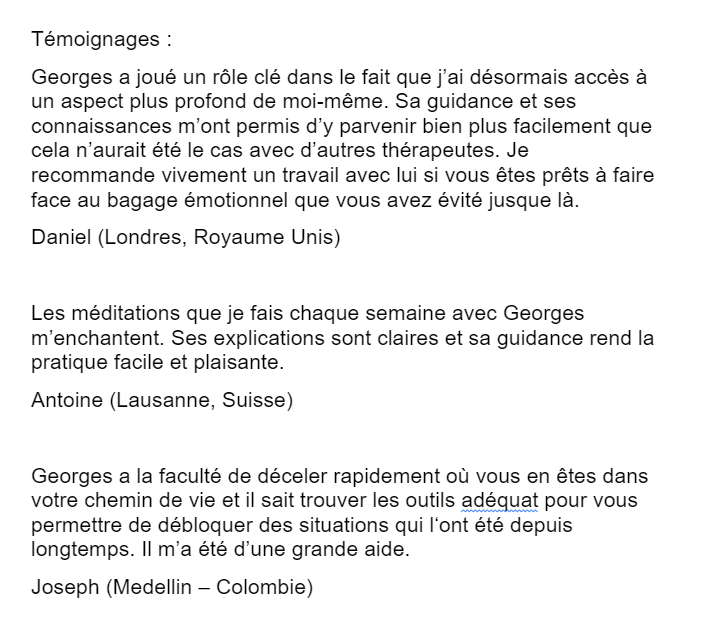 Témoignages :
Georges a joué un rôle clé dans le fait que j’ai désormais accès à
un aspect plus profond de moi-même. Sa guidance et ses
connaissances m’ont permis d’y parvenir bien plus facilement que
cela n’aurait été le cas avec d’autres thérapeutes. Je
recommande vivement un travail avec lui si vous êtes prêts à faire
face au bagage émotionnel que vous avez évité jusque là.
Daniel (Londres, Royaume Unis)
Les méditations que je fais chaque semaine avec Georges
m’enchantent. Ses explications sont claires et sa guidance rend la
pratique facile et plaisante.
Antoine (Lausanne, Suisse)
Georges a la faculté de déceler rapidement où vous en êtes dans
votre chemin de vie et il sait trouver les outils adéquat pour vous
permettre de débloquer des situations qui l‘ont été depuis
longtemps. Il m’a été d’une grande aide.
Joseph (Medellin – Colombie)